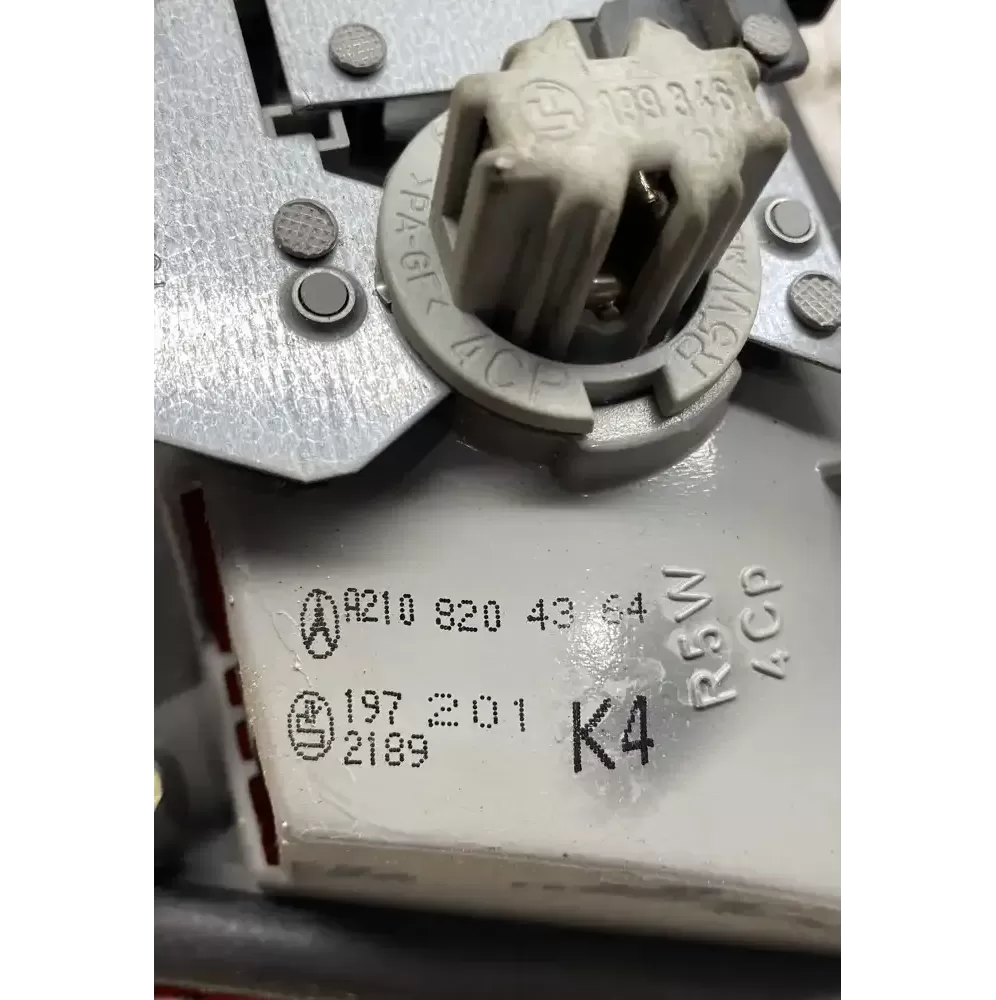 199 346
>PA-GF<
4CP
R5W
A210 820 43 64
197 201
2189
K4
R5W
4CP